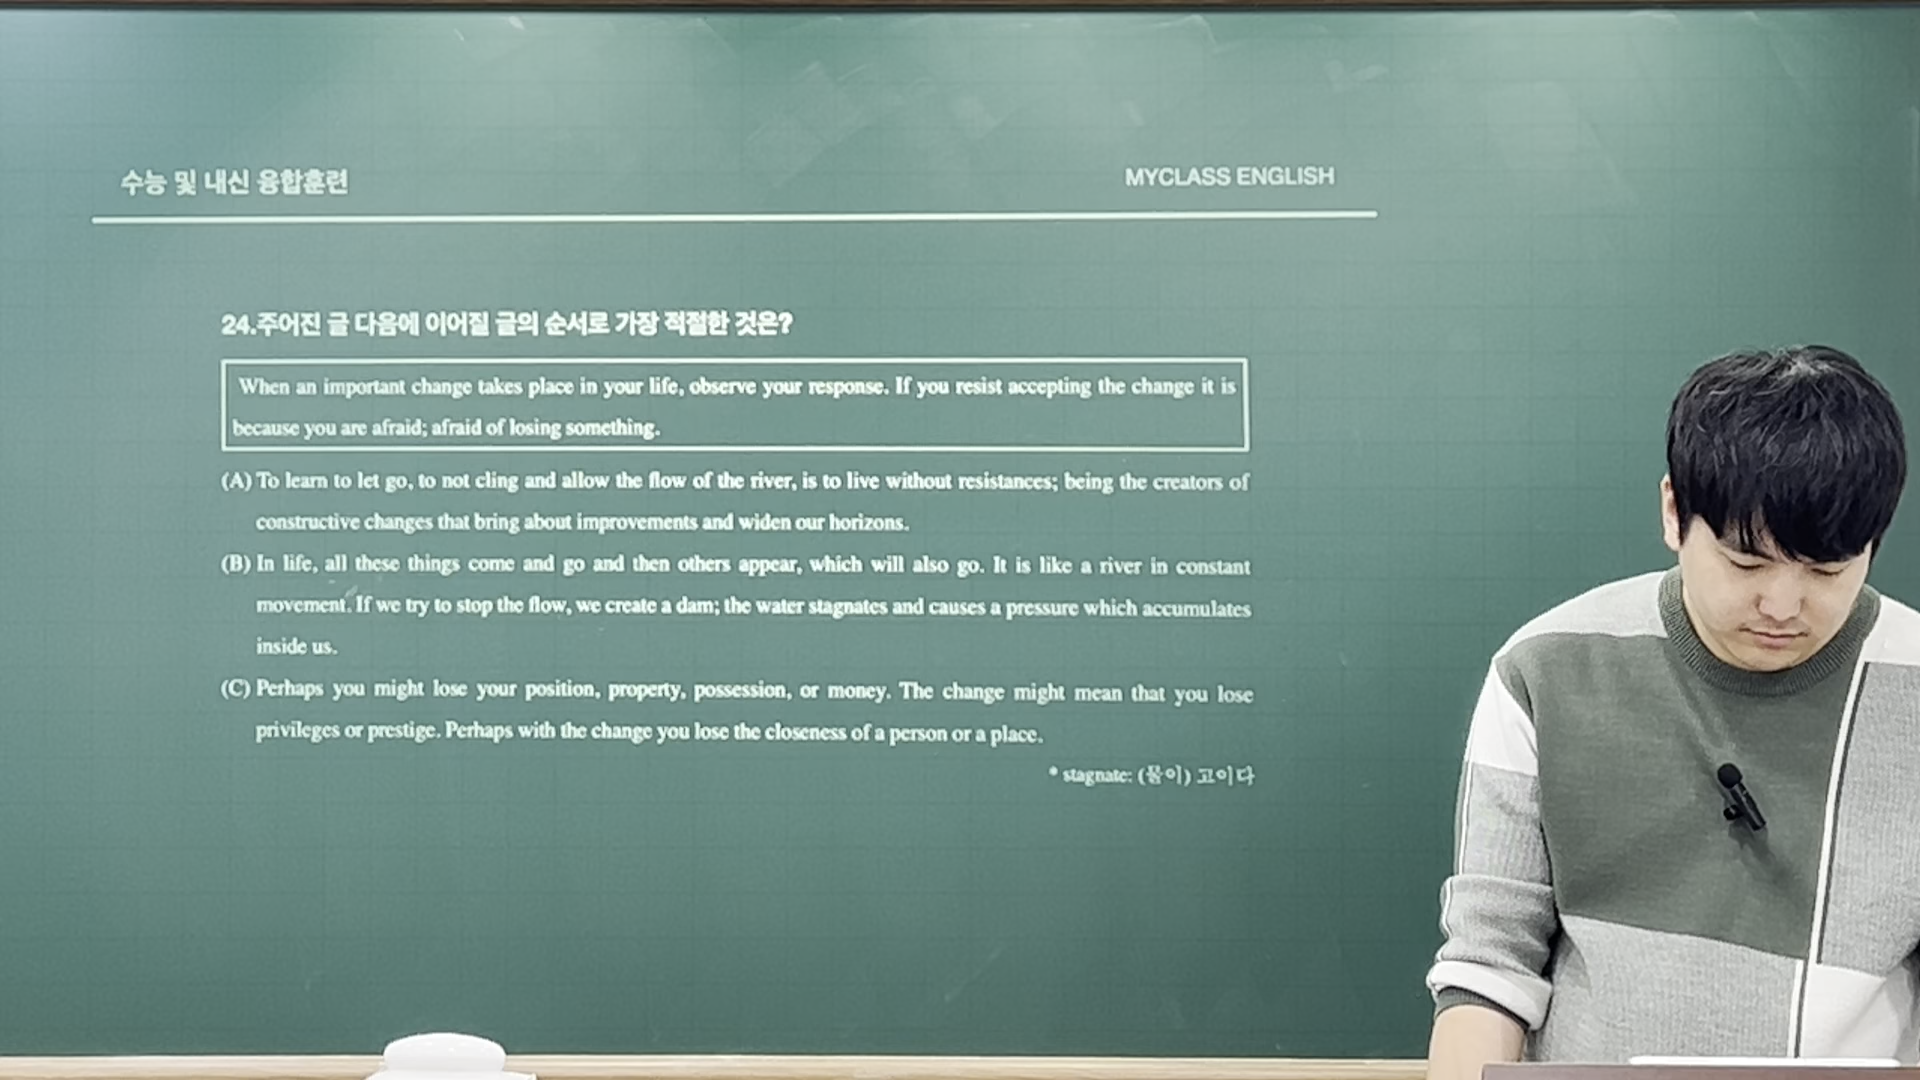 수능 및 내신 융합훈련
MYCLASS ENGLISH
24.주어진 글 다음에 이어질 글의 순서로 가장 적절한 것은?
When an important change takes place in your life, observe your response. If you resist accepting the change it is
because you are afraid; afraid of losing something.
(A) To learn to let go, to not cling and allow the flow of the river, is to live without resistances; being the creators of
constructive changes that bring about improvements and widen our horizons.
(B) In life, all these things come and go and then others appear, which will also go. It is like a river in constant
movement. If we try to stop the flow, we create a dam; the water stagnates and causes a pressure which accumulates
inside us.
(C) Perhaps you might lose your position, property, possession, or money. The change might mean that you lose
privileges or prestige. Perhaps with the change you lose the closeness of a person or a place.
* stagnate: (물이) 고이다